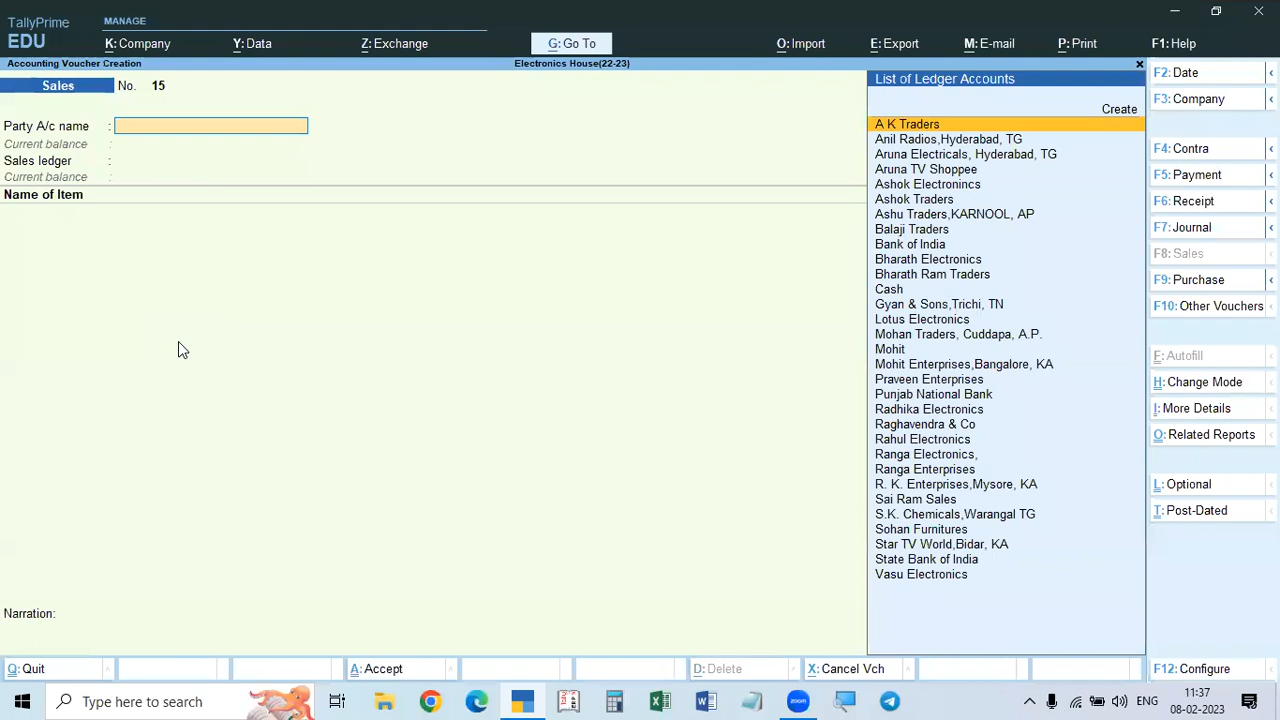 TallyPrime
EDU
MANAGE
K: Company
Y: Data
Z: Exchange
G: Go To
O: Import
E: Export
M: E-mail
P: Print
F1: Help
Accounting Voucher Creation
Electronics House(22-23)
Sales No. 15
Party A/c name :
Current balance :
Sales ledger :
Current balance :
Name of Item
Narration:
List of Ledger Accounts
Create
A K Traders
Anil Radios,Hyderabad, TG
Aruna Electricals, Hyderabad, TG
Aruna TV Shoppee
Ashok Electronincs
Ashok Traders
Ashu Traders,KARNOOL, AP
Balaji Traders
Bank of India
Bharath Electronics
Bharath Ram Traders
Cash
Gyan & Sons,Trichi, TN
Lotus Electronics
Mohan Traders, Cuddapa, A.P.
Mohit
Mohit Enterprises,Bangalore, KA
Praveen Enterprises
Punjab National Bank
Radhika Electronics
Raghavendra & Co
Rahul Electronics
Ranga Electronics,
Ranga Enterprises
R. K. Enterprises,Mysore, KA
Sai Ram Sales
S.K. Chemicals,Warangal TG
Sohan Furnitures
Star TV World,Bidar, KA
State Bank of India
Vasu Electronics
F2: Date
F3: Company
F4: Contra
F5: Payment
F6: Receipt
F7: Journal
F8: Sales
F9: Purchase
F10: Other Vouchers
F: Autofill
H: Change Mode
I: More Details
O: Related Reports
L: Optional
T: Post-Dated
F12: Configure
Q: Quit
A: Accept
D: Delete
X: Cancel Vch
Type here to search
zoom
ENG
11:37
08-02-2023